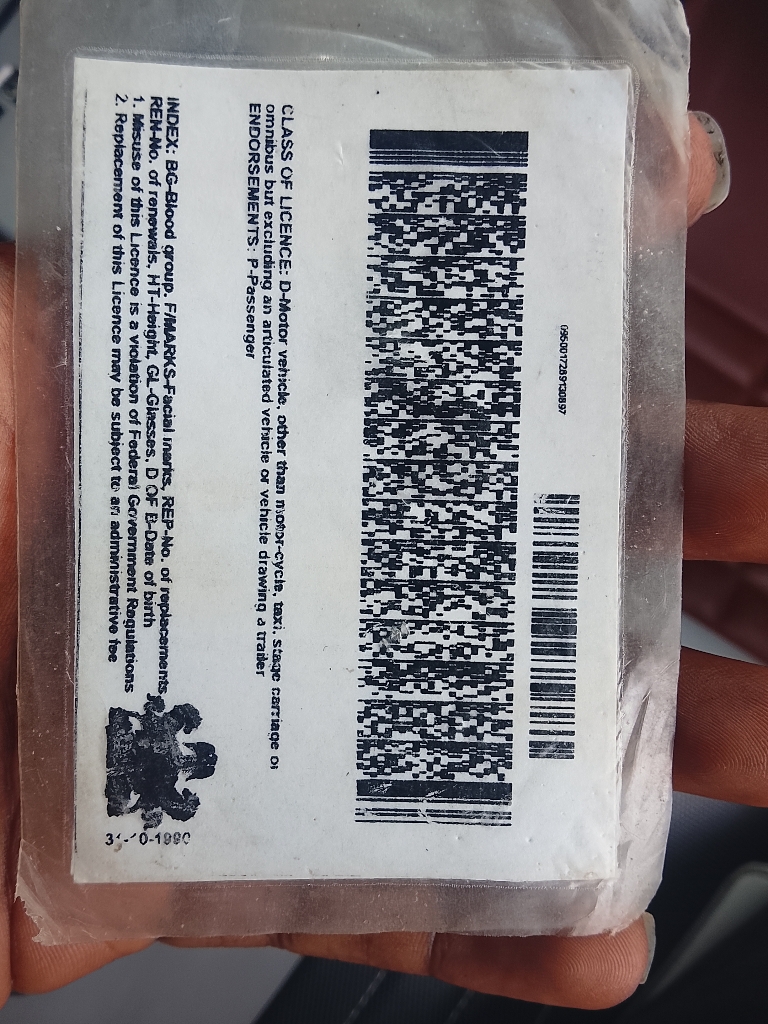 CLASS OF LICENCE: D-Motor vehicle, other than motor-cycle, taxi, stage carriage or
omnibus but excluding an articulated vehicle or vehicle drawing a trailer
ENDORSEMENTS: P-Passenger
INDEX: BG-Blood group, F/MARKS-Facial marks, REP-No. of replacements,
REN-No. of renewals, HT-Height, GL-Glasses, D OF B-Date of birth
1. Misuse of this Licence is a violation of Federal Government Regulations
2. Replacement of this Licence may be subject to an administrative fee